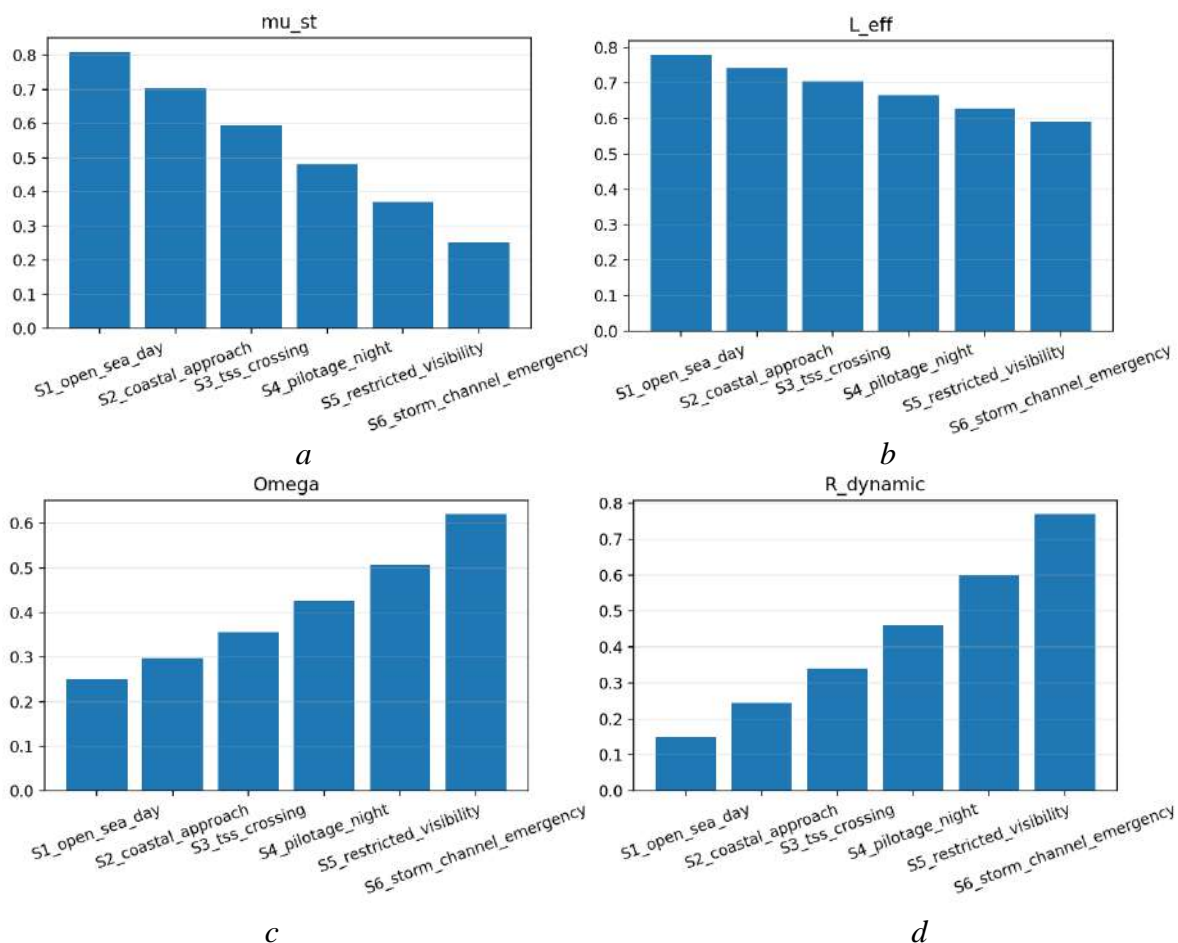 mu_st
0.8
0.7
0.6
0.5
0.4
0.3
0.2
0.1
0.0
S1_open_sea_day
S2_coastal_approach
S3_tss_crossing
S4_pilotage_night
S5_restricted_visibility
S6_storm_channel_emergency
a
L_eff
0.8
0.7
0.6
0.5
0.4
0.3
0.2
0.1
0.0
S1_open_sea_day
S2_coastal_approach
S3_tss_crossing
S4_pilotage_night
S5_restricted_visibility
S6_storm_channel_emergency
b
Omega
0.6
0.5
0.4
0.3
0.2
0.1
0.0
S1_open_sea_day
S2_coastal_approach
S3_tss_crossing
S4_pilotage_night
S5_restricted_visibility
S6_storm_channel_emergency
c
R_dynamic
0.8
0.7
0.6
0.5
0.4
0.3
0.2
0.1
0.0
S1_open_sea_day
S2_coastal_approach
S3_tss_crossing
S4_pilotage_night
S5_restricted_visibility
S6_storm_channel_emergency
d